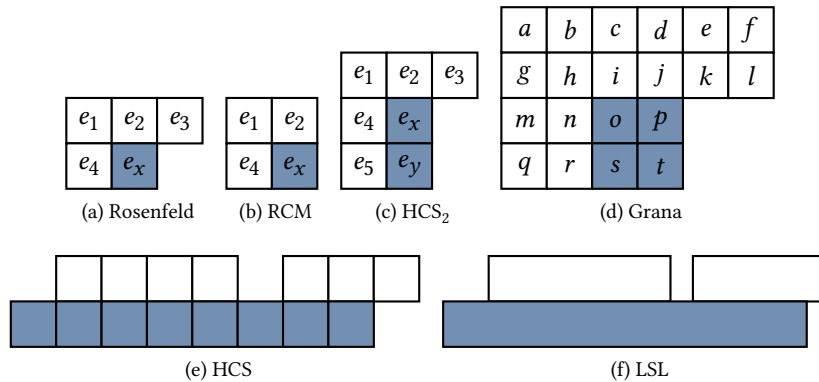 e1 e2 e3
e4 ex
(a) Rosenfeld
e1 e2
e4 ex
(b) RCM
e1 e2 e3
e4 ex
e5 ey
(c) HCS2
a b c d e f
g h i j k l
m n o p
q r s t
(d) Grana
(e) HCS
(f) LSL